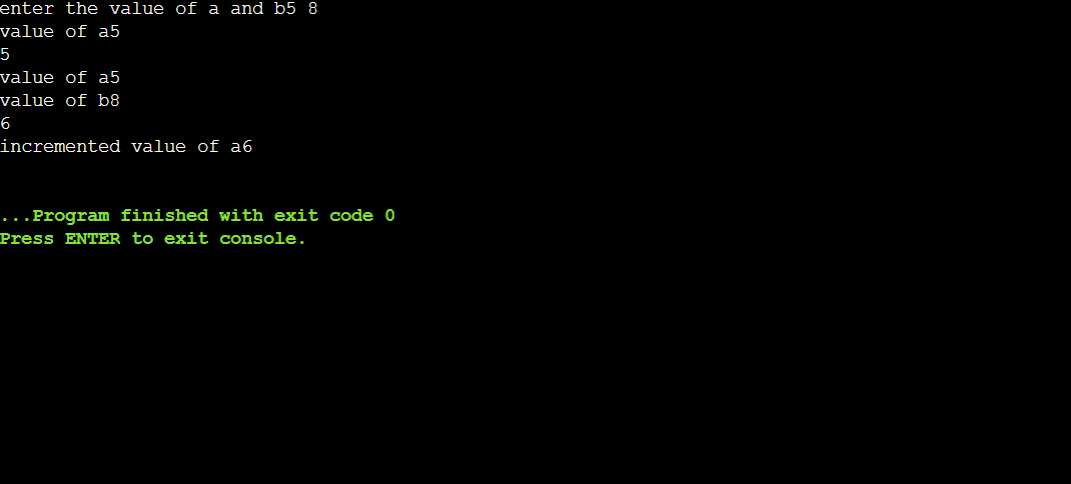 enter the value of a and b5 8
value of a5
5
value of a5
value of b8
6
incremented value of a6
...Program finished with exit code 0
Press ENTER to exit console.